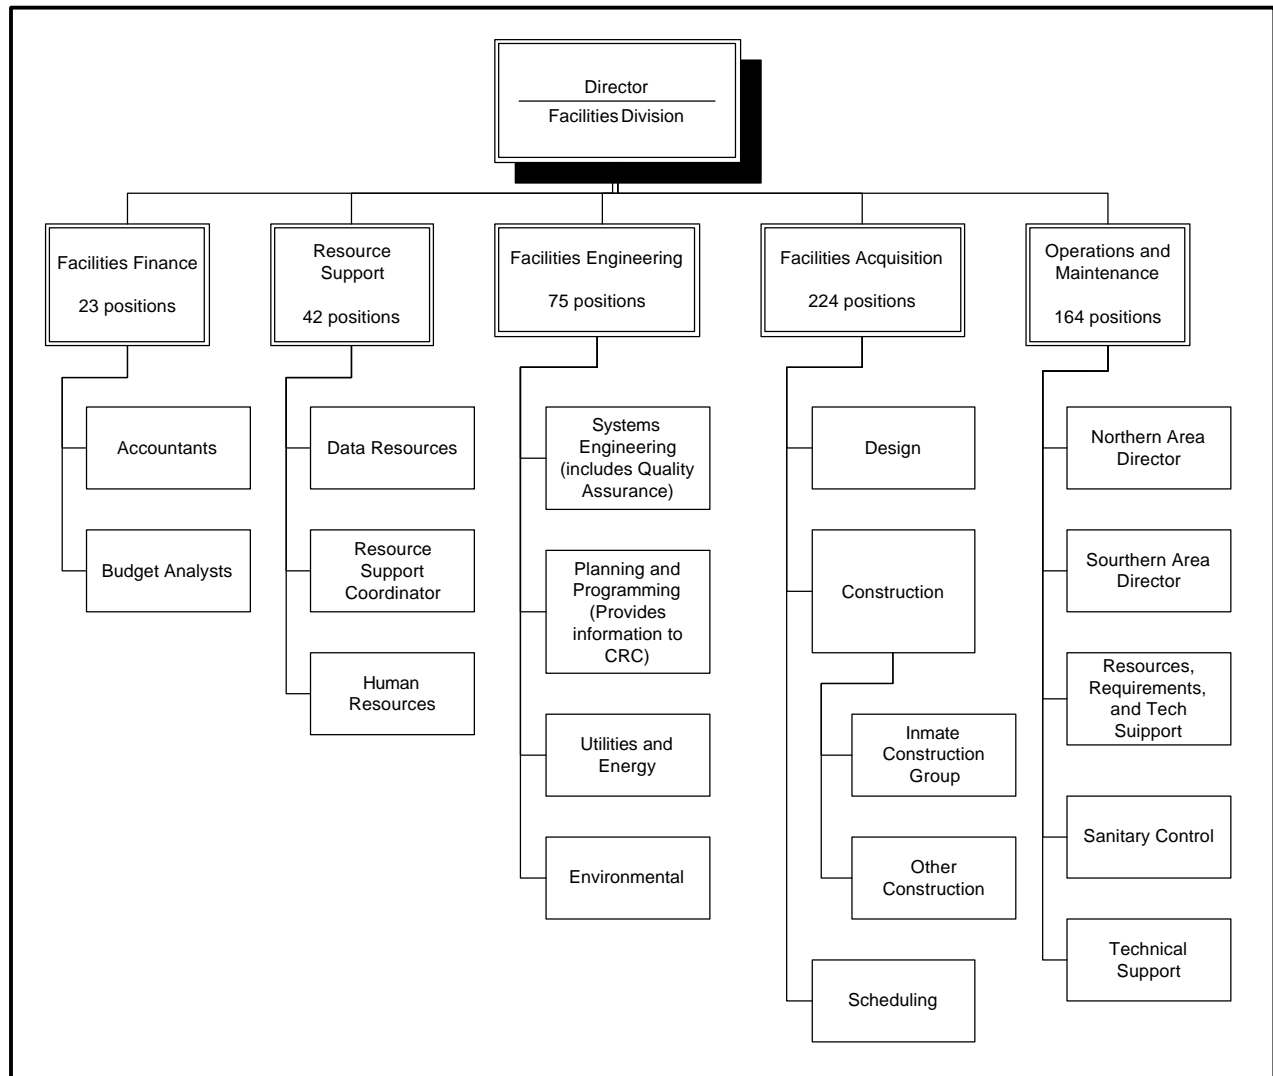 Director
Facilities Division
Facilities Finance
23 positions
Resource
Support
42 positions
Facilities Engineering
75 positions
Facilities Acquisition
224 positions
Operations and
Maintenance
164 positions
Accountants
Budget Analysts
Data Resources
Resource
Support
Coordinator
Human
Resources
Systems
Engineering
(includes Quality
Assurance)
Planning and
Programming
(Provides
information to
CRC)
Utilities and
Energy
Environmental
Design
Construction
Inmate
Construction
Group
Other
Construction
Scheduling
Northern Area
Director
Sourthern Area
Director
Resources,
Requirements,
and Tech
Suipport
Sanitary Control
Technical
Support